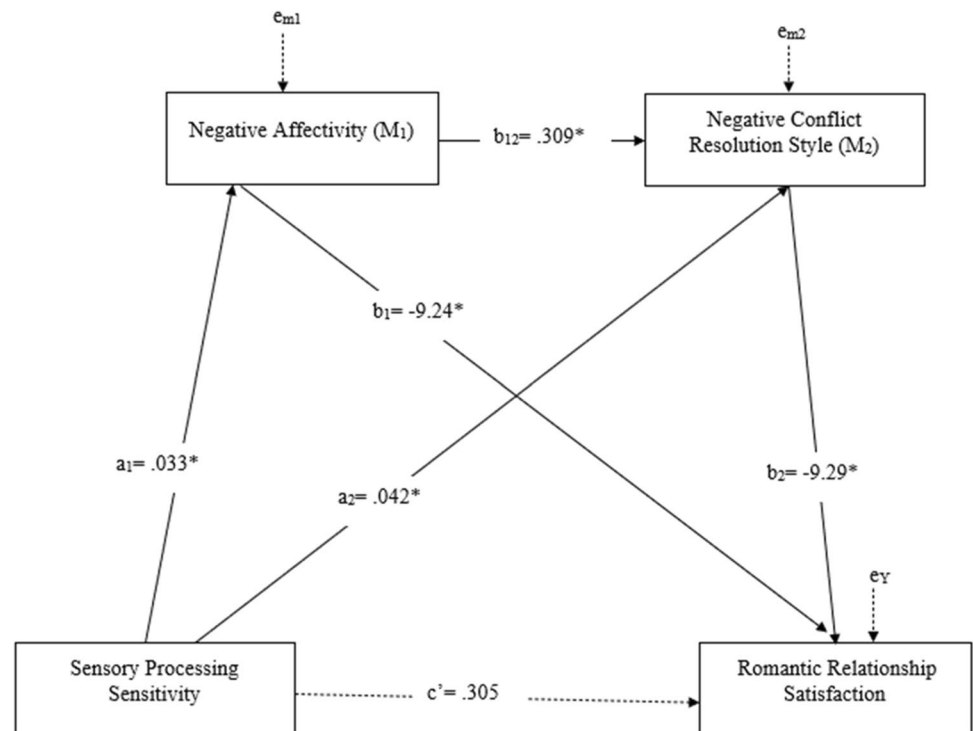 em1
em2
Negative Affectivity (M1)
b12= .309*
Negative Conflict
Resolution Style (M2)
b1= -9.24*
a1= .033*
a2= .042*
b2= -9.29*
eY
Sensory Processing
Sensitivity
c’= .305
Romantic Relationship
Satisfaction